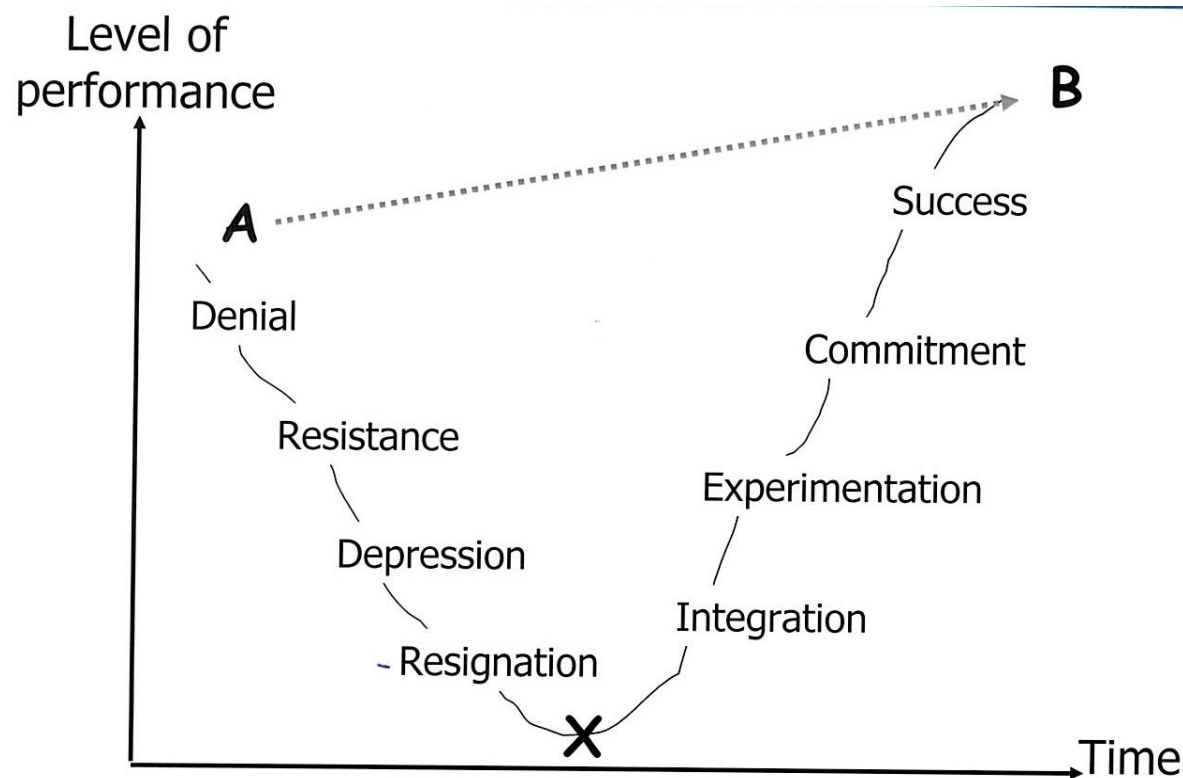 Level of
performance
B
A
Success
Denial
Commitment
Resistance
Experimentation
Depression
Integration
- Resignation
X
Time